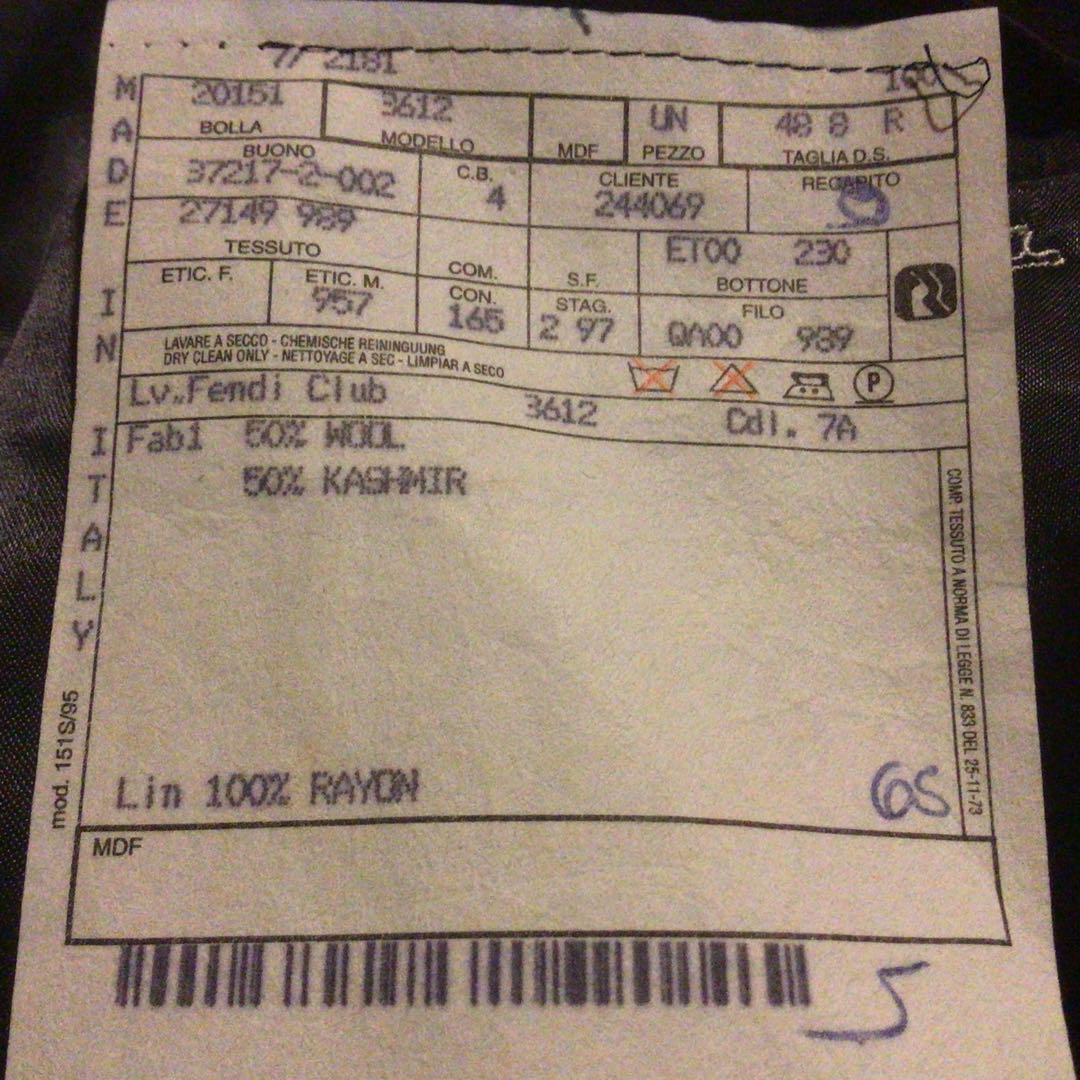 7/ 2181
MADE IN ITALY
20151 3612 UN 48 8 R
BOLLA MODELLO MDF PEZZO TAGLIA D.S.
BUONO C.B. CLIENTE RECAPITO
37217-2-002 4 244069 9
27149 989 ET00 230
TESSUTO COM. S.F. BOTTONE
ETIC. F. ETIC. M. CON. STAG. FILO
957 165 2 97 QA00 989
LAVARE A SECCO - CHEMISCHE REININGUUNG
DRY CLEAN ONLY - NETTOYAGE A SEC - LIMPIAR A SECO
P
Lv.Fendi Club 3612 Cdl. 7A
Fab1 50% WOOL
50% KASHMIR
COMP. TESSUTO A NORMA DI LEGGE N. 833 DEL 25-11-73
mod. 151S/95
Lin 100% RAYON
6S
MDF
5